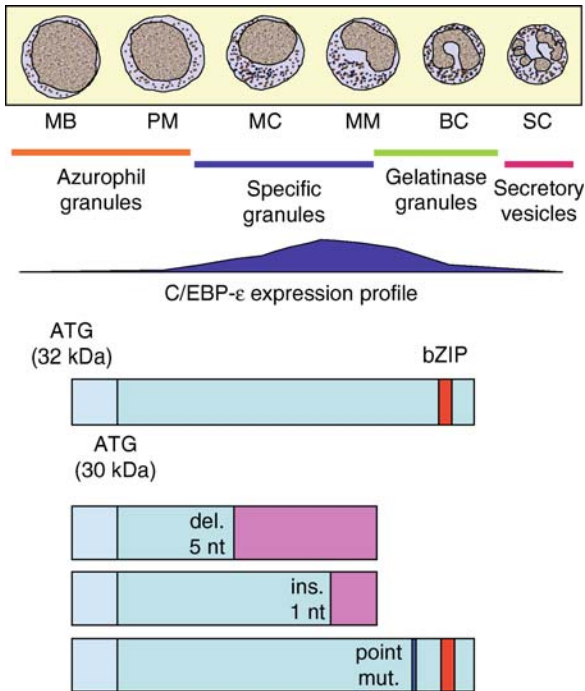 MB PM MC MM BC SC
Azurophil granules
Specific granules
Gelatinase granules
Secretory vesicles
C/EBP-ε expression profile
ATG
(32 kDa)
bZIP
ATG
(30 kDa)
del.
5 nt
ins.
1 nt
point
mut.